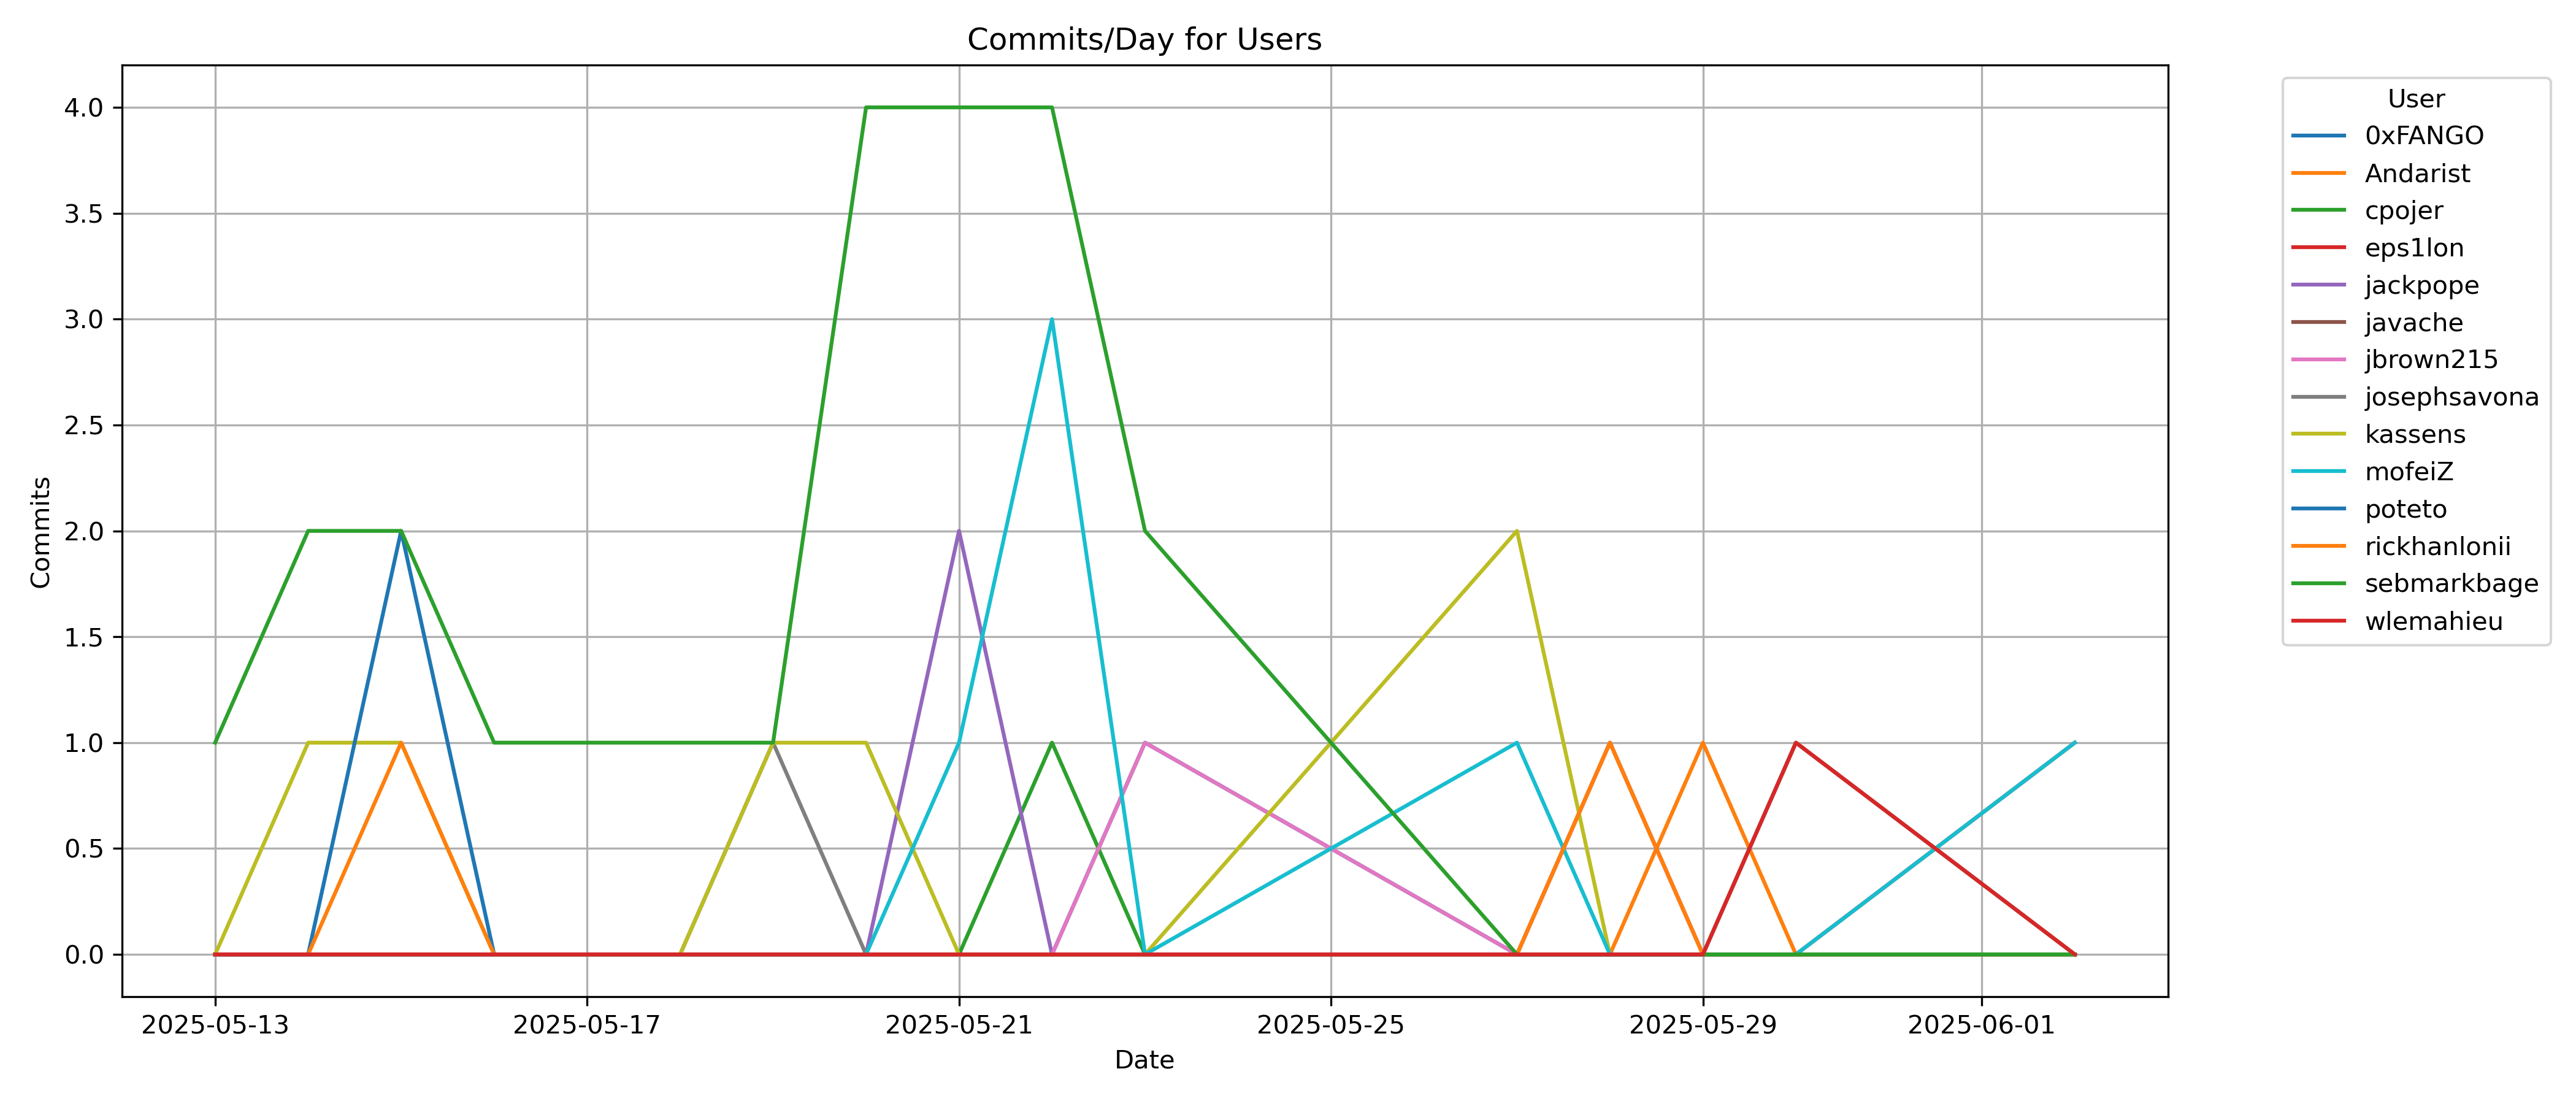 Commits/Day for Users
4.0
3.5
3.0
2.5
2.0
1.5
1.0
0.5
0.0
Commits
2025-05-13
2025-05-17
2025-05-21
2025-05-25
2025-05-29
2025-06-01
Date
User
0xFANGO
Andarist
cpojer
eps1lon
jackpope
javache
jbrown215
josephsavona
kassens
mofeiZ
poteto
rickhanlonii
sebmarkbage
wlemahieu